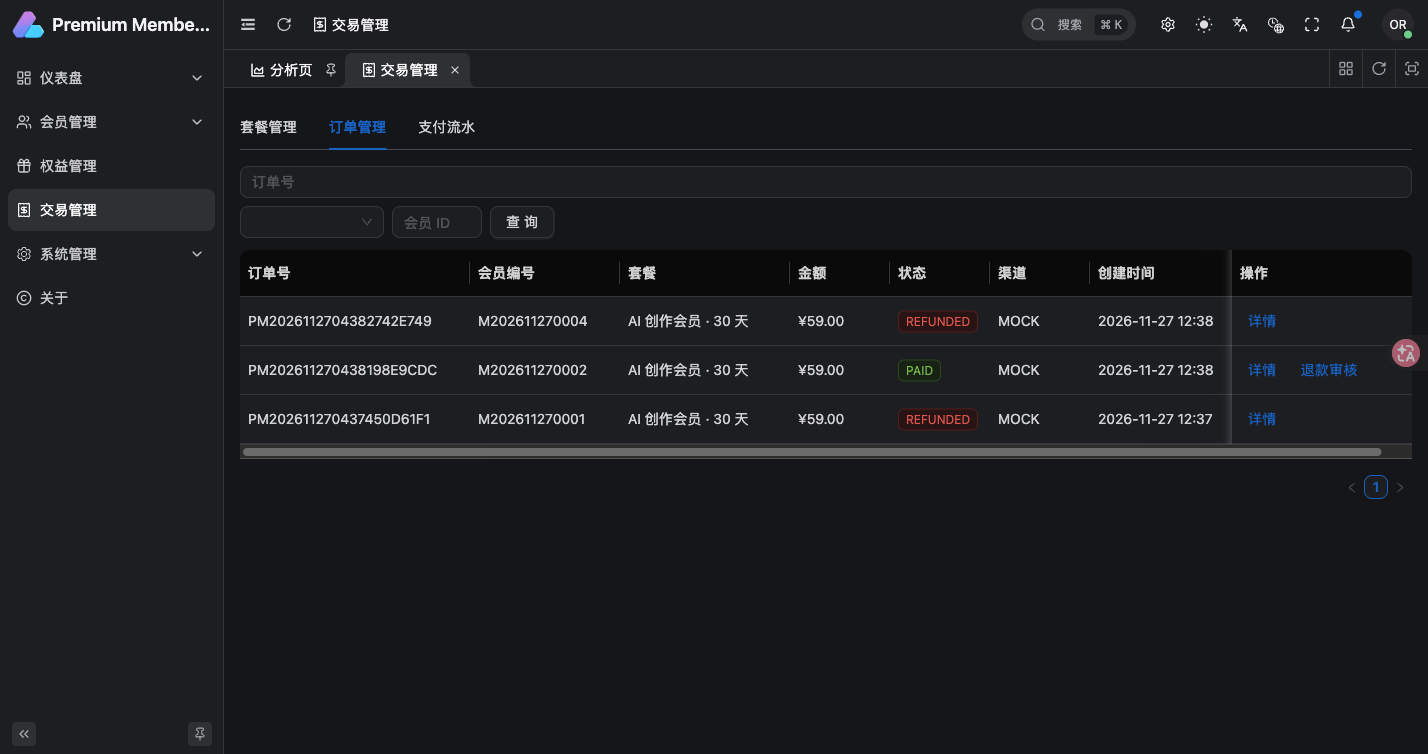 Premium Membe...
交易管理
搜索
⌘ K
OR
仪表盘
会员管理
权益管理
交易管理
系统管理
关于
分析页
交易管理
套餐管理 订单管理 支付流水
订单号
会员 ID
查 询
订单号 会员编号 套餐 金额 状态 渠道 创建时间 操作
PM2026112704382742E749 M202611270004 AI 创作会员 · 30 天 ¥59.00 REFUNDED MOCK 2026-11-27 12:38 详情
PM202611270438198E9CDC M202611270002 AI 创作会员 · 30 天 ¥59.00 PAID MOCK 2026-11-27 12:38 详情 退款审核
PM202611270437450D61F1 M202611270001 AI 创作会员 · 30 天 ¥59.00 REFUNDED MOCK 2026-11-27 12:37 详情
1